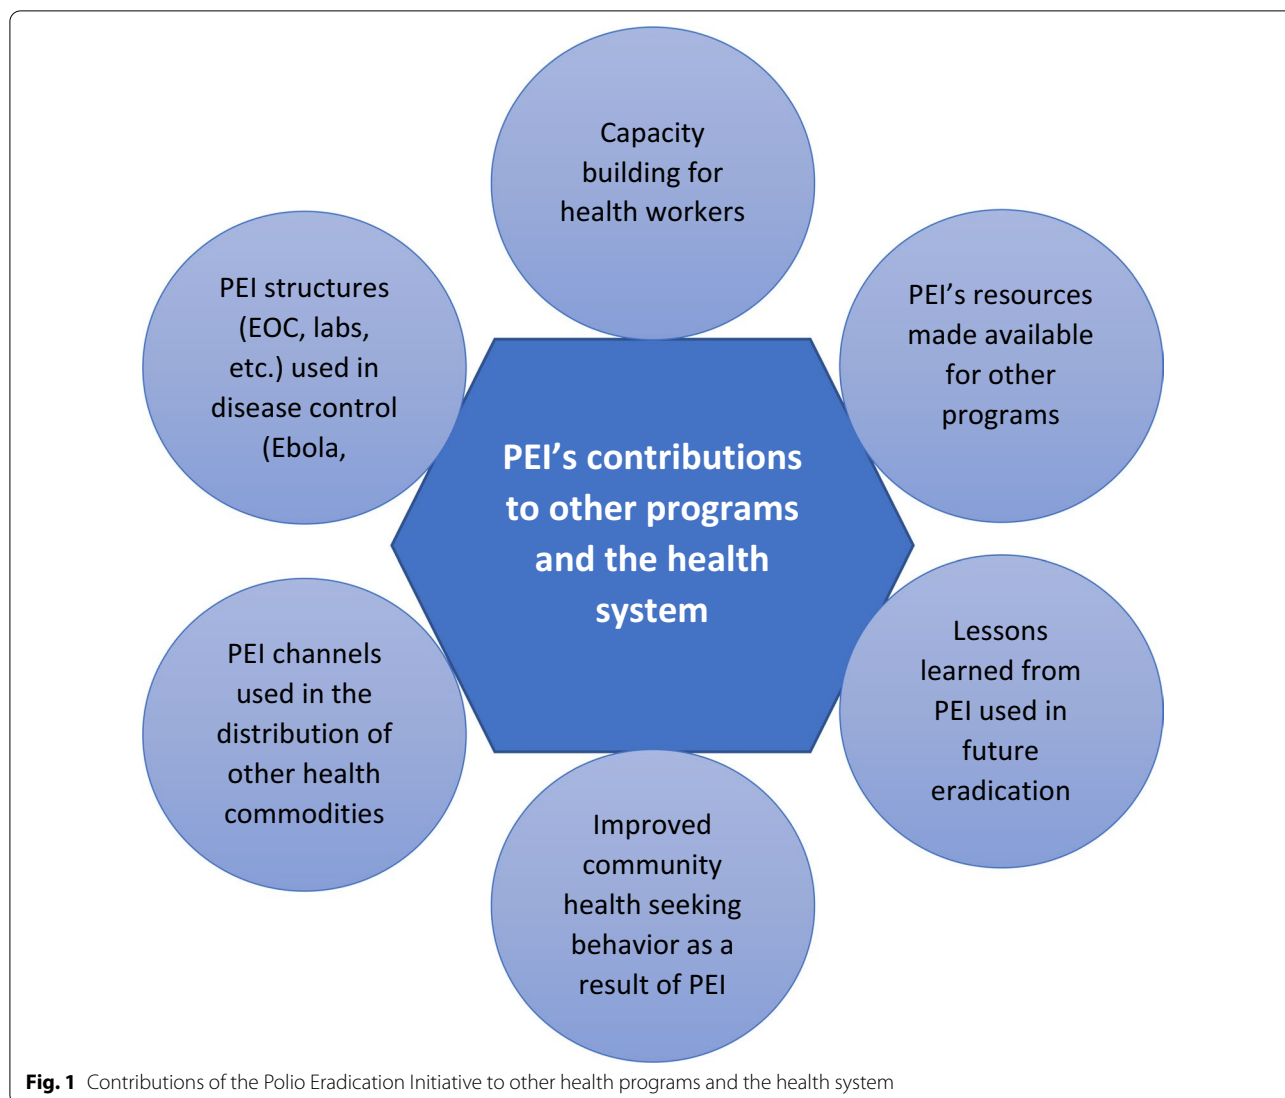 Capacity
building for
health workers
PEI structures
(EOC, labs,
etc.) used in
disease control
(Ebola,
PEI’s resources
made available
for other
programs
PEI’s contributions
to other programs
and the health
system
PEI channels
used in the
distribution of
other health
commodities
Lessons
learned from
PEI used in
future
eradication
Improved
community
health seeking
behavior as a
result of PEI
Fig. 1 Contributions of the Polio Eradication Initiative to other health programs and the health system